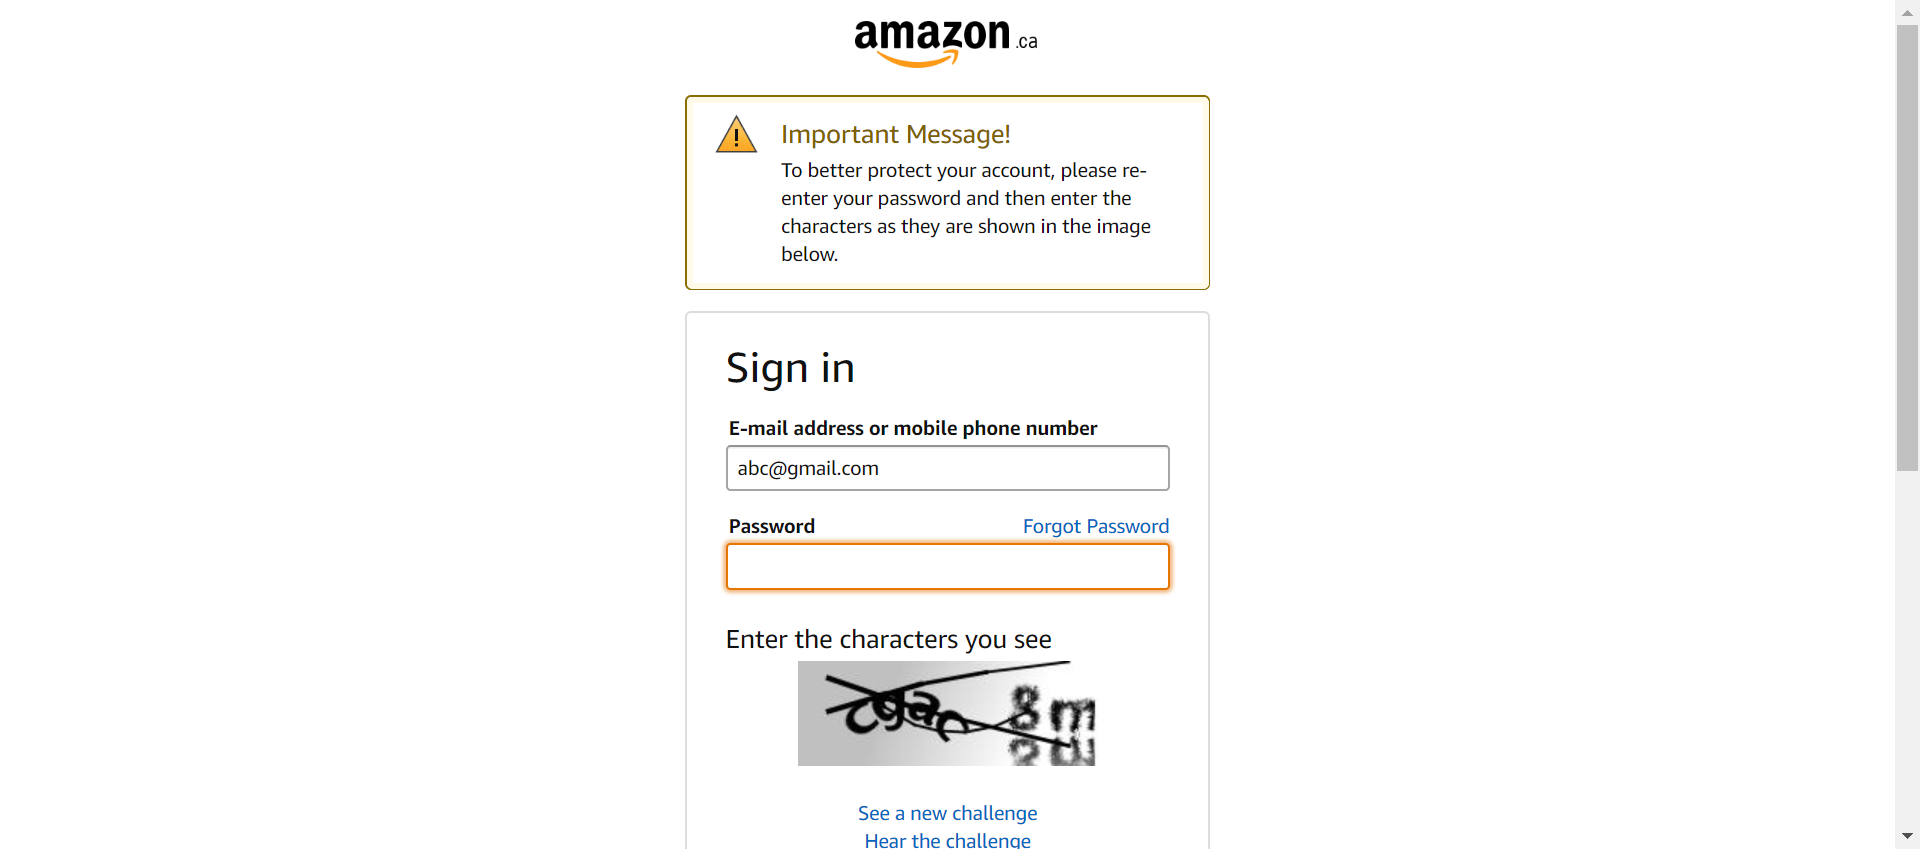 amazon.ca
Important Message!
To better protect your account, please re-
enter your password and then enter the
characters as they are shown in the image
below.
Sign in
E-mail address or mobile phone number
abc@gmail.com
Password Forgot Password
Enter the characters you see
See a new challenge
Hear the challenge